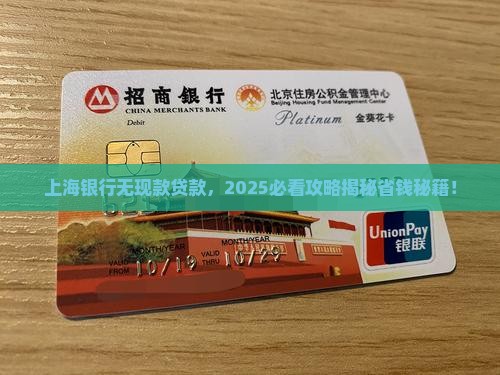 招商银行
CHINA MERCHANTS BANK
Debit
北京住房公积金管理中心
Beijing Housing Fund Management Center
Platinum 金葵花卡
上海银行无现款贷款，2025必看攻略揭秘省钱秘籍！
MONTH/YEAR
MONTH/YEAR
VALID FROM 10/19 VALID THRU 10/29
UnionPay
银联